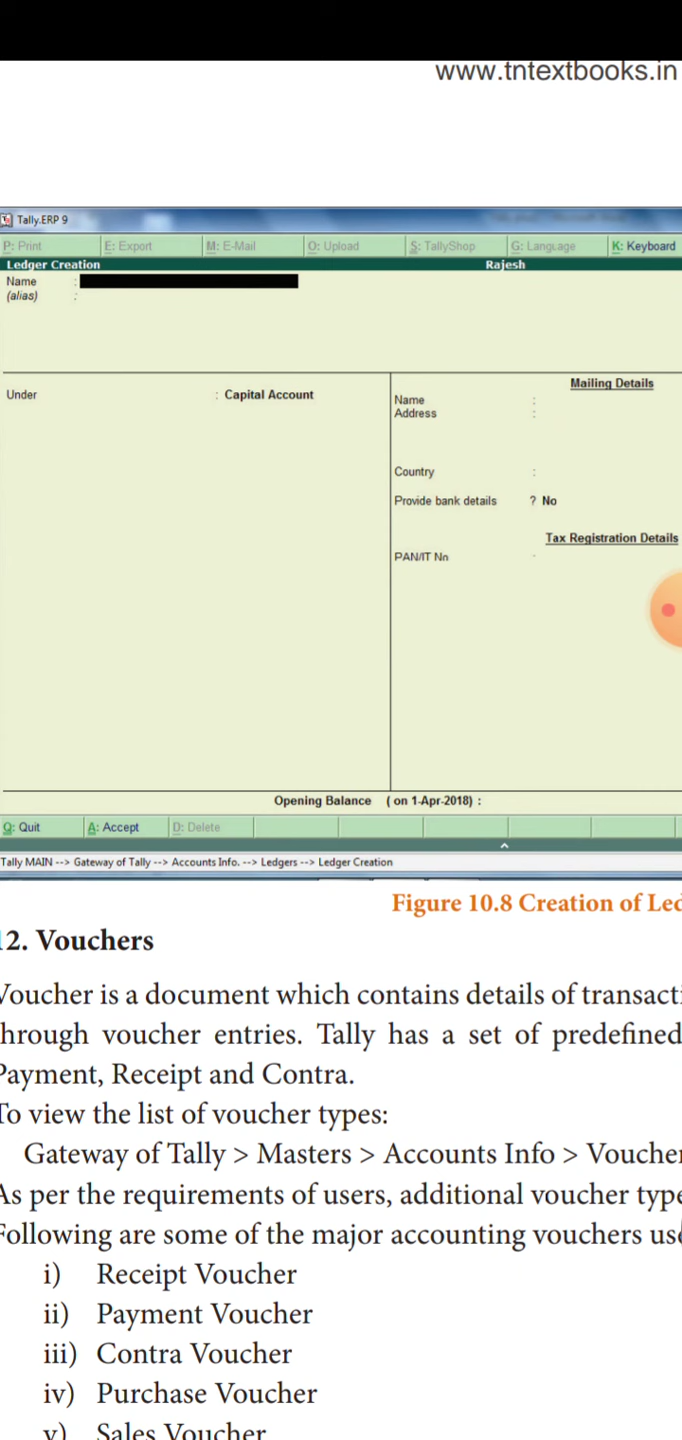 www.tntextbooks.in
Tally.ERP 9
P: Print E: Export M: E-Mail O: Upload S: TallyShop G: Language K: Keyboard
Ledger Creation Rajesh
Name :
(alias) :
Mailing Details
Under : Capital Account
Name :
Address :
Country :
Provide bank details ? No
Tax Registration Details
PAN/IT No :
Opening Balance ( on 1-Apr-2018) :
Q: Quit A: Accept D: Delete
Tally MAIN --> Gateway of Tally --> Accounts Info. --> Ledgers --> Ledger Creation
Figure 10.8 Creation of Led
12. Vouchers
Voucher is a document which contains details of transacti
through voucher entries. Tally has a set of predefined
Payment, Receipt and Contra.
To view the list of voucher types:
Gateway of Tally > Masters > Accounts Info > Voucher
As per the requirements of users, additional voucher type
Following are some of the major accounting vouchers use
i) Receipt Voucher
ii) Payment Voucher
iii) Contra Voucher
iv) Purchase Voucher
v) Sales Voucher